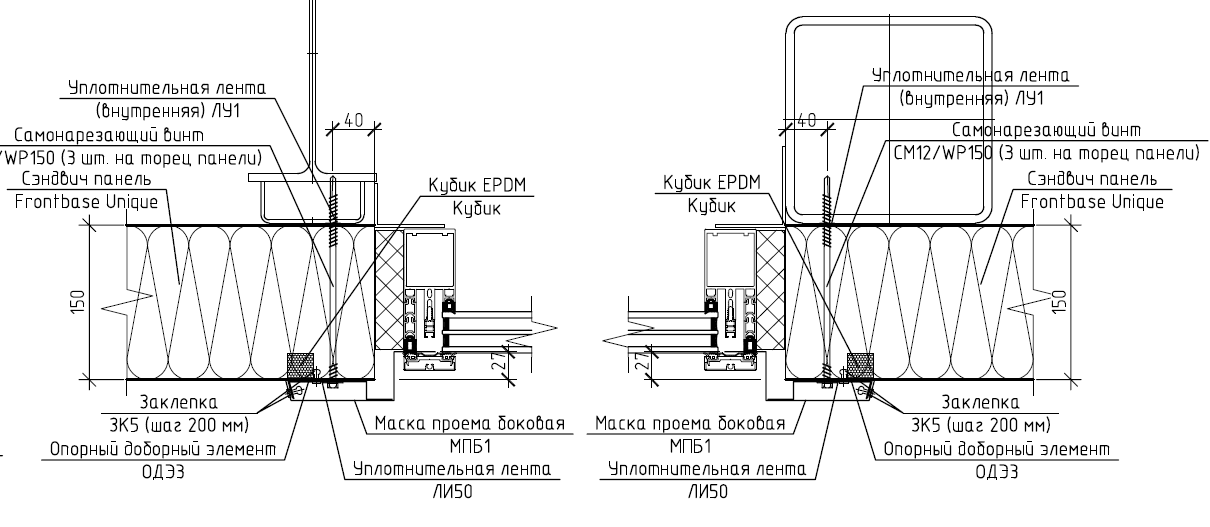 Уплотнительная лента
(внутренняя) ЛУ1
40
Самонарезающий винт
/WP150 (3 шт. на торец панели)
Сэндвич панель
Frontbase Unique
Кубик EPDM
Кубик
150
27
Заклепка
ЗК5 (шаг 200 мм)
Опорный доборный элемент
ОДЭ3
Маска проема боковая
МПБ1
Уплотнительная лента
ЛИ50
Уплотнительная лента
(внутренняя) ЛУ1
40
Самонарезающий винт
СМ12/WP150 (3 шт. на торец панели)
Кубик EPDM
Кубик
Сэндвич панель
Frontbase Unique
150
27
Маска проема боковая
МПБ1
Заклепка
ЗК5 (шаг 200 мм)
Опорный доборный элемент
ОДЭ3
Уплотнительная лента
ЛИ50